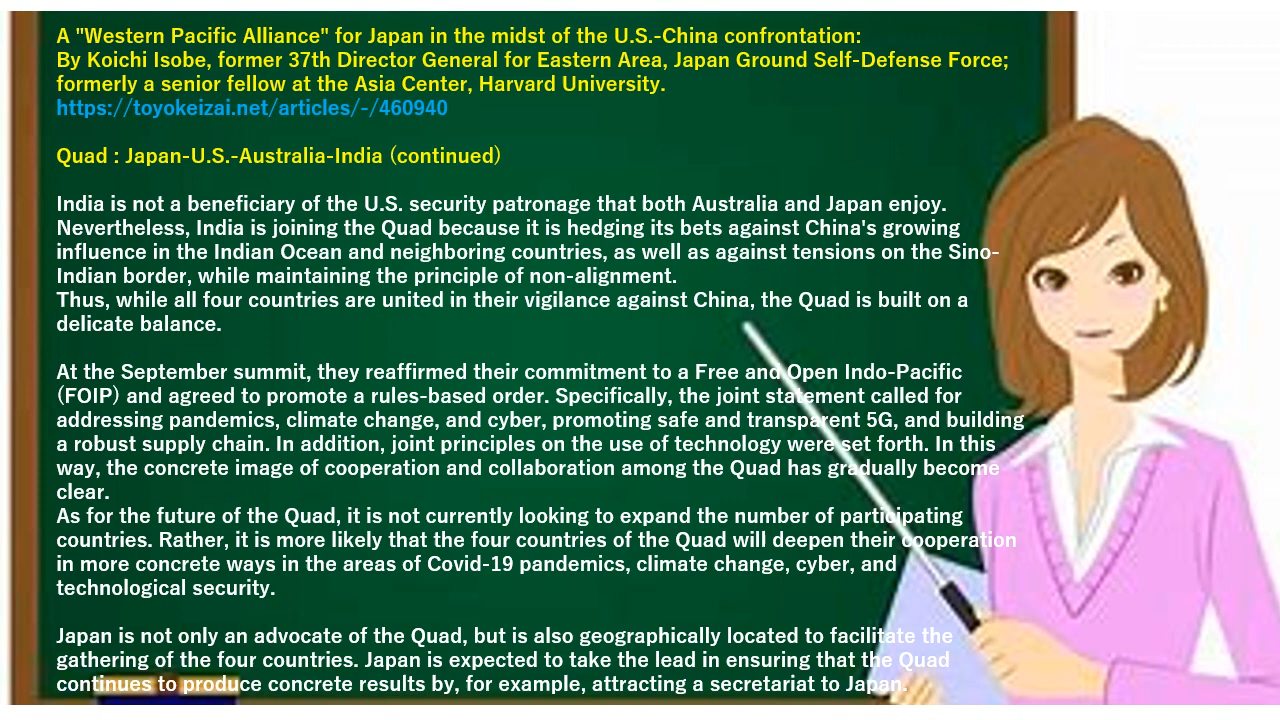 A "Western Pacific Alliance" for Japan in the midst of the U.S.-China confrontation:
By Koichi Isobe, former 37th Director General for Eastern Area, Japan Ground Self-Defense Force;
formerly a senior fellow at the Asia Center, Harvard University.
https://toyokeizai.net/articles/-/460940
Quad : Japan-U.S.-Australia-India (continued)
India is not a beneficiary of the U.S. security patronage that both Australia and Japan enjoy.
Nevertheless, India is joining the Quad because it is hedging its bets against China's growing
influence in the Indian Ocean and neighboring countries, as well as against tensions on the Sino-
Indian border, while maintaining the principle of non-alignment.
Thus, while all four countries are united in their vigilance against China, the Quad is built on a
delicate balance.
At the September summit, they reaffirmed their commitment to a Free and Open Indo-Pacific
(FOIP) and agreed to promote a rules-based order. Specifically, the joint statement called for
addressing pandemics, climate change, and cyber, promoting safe and transparent 5G, and building
a robust supply chain. In addition, joint principles on the use of technology were set forth. In this
way, the concrete image of cooperation and collaboration among the Quad has gradually become
clear.
As for the future of the Quad, it is not currently looking to expand the number of participating
countries. Rather, it is more likely that the four countries of the Quad will deepen their cooperation
in more concrete ways in the areas of Covid-19 pandemics, climate change, cyber, and
technological security.
Japan is not only an advocate of the Quad, but is also geographically located to facilitate the
gathering of the four countries. Japan is expected to take the lead in ensuring that the Quad
continues to produce concrete results by, for example, attracting a secretariat to Japan.